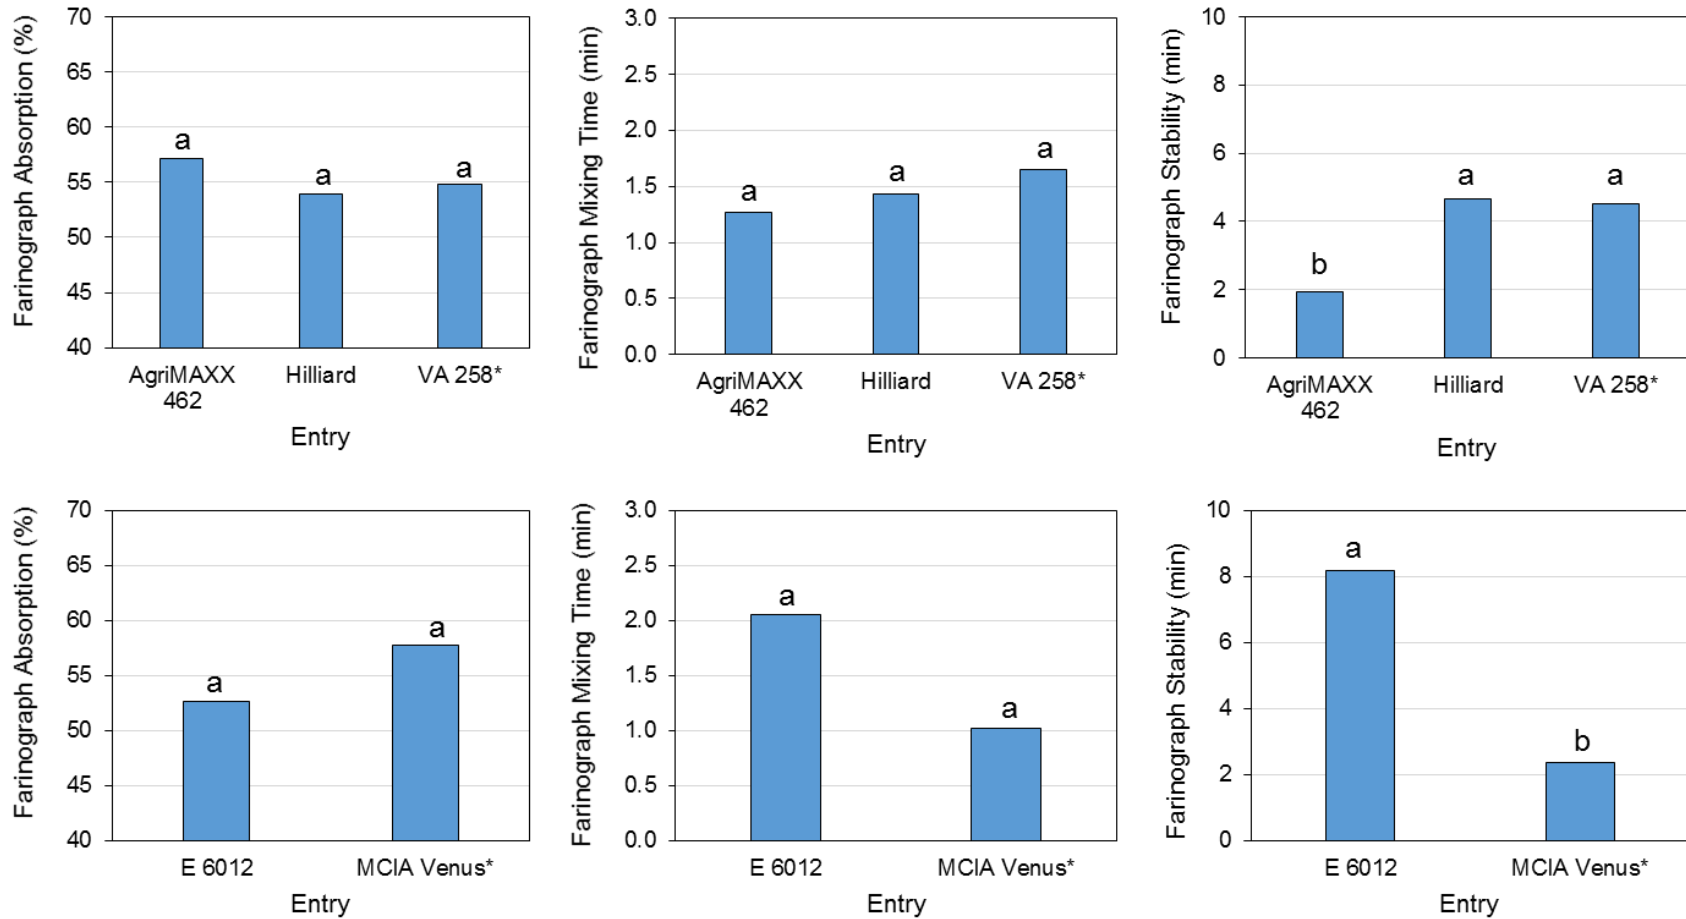 Farinograph Absorption (%)
70
65
60
55
50
45
40
a
a
a
AgriMAXX
462
Hilliard
VA 258*
Entry
Farinograph Mixing Time (min)
3.0
2.5
2.0
1.5
1.0
0.5
0.0
a
a
a
AgriMAXX
462
Hilliard
VA 258*
Entry
Farinograph Stability (min)
10
8
6
4
2
0
b
a
a
AgriMAXX
462
Hilliard
VA 258*
Entry
Farinograph Absorption (%)
70
65
60
55
50
45
40
a
a
E 6012
MCIA Venus*
Entry
Farinograph Mixing Time (min)
3.0
2.5
2.0
1.5
1.0
0.5
0.0
a
a
E 6012
MCIA Venus*
Entry
Farinograph Stability (min)
10
8
6
4
2
0
a
b
E 6012
MCIA Venus*
Entry